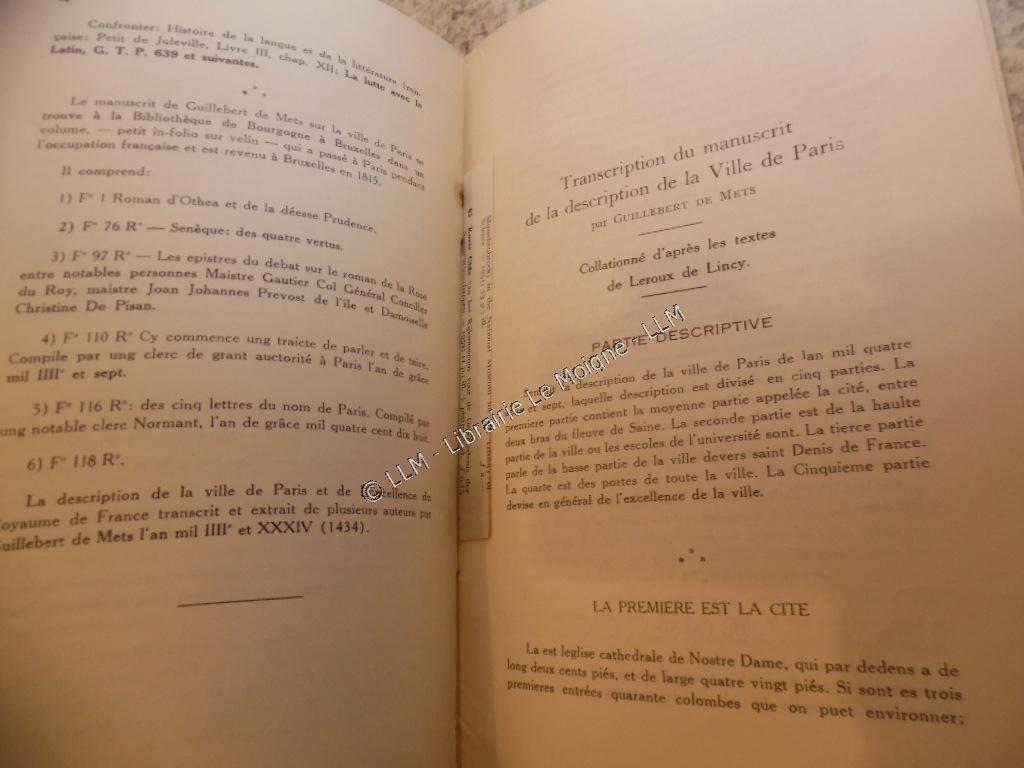 Confronter: Histoire de la langue et de la littérature fran-
çaise: Petit de Juleville, Livre III, chap. XII; La lutte avec le
Latin, G. T. P. 639 et suivantes.
Le manuscrit de Guillebert de Mets sur la ville de Paris se
trouve à la Bibliothèque de Bourgogne à Bruxelles dans un
volume, — petit in-folio sur velin — qui a passé à Paris pendant
l'occupation française et est revenu à Bruxelles en 1815.
Il comprend:
1) F° 1 Roman d'Othea et de la déesse Prudence.
2) F° 76 R° — Senèque: des quatre vertus.
3) F° 97 R° — Les epistres du debat sur le roman de la Rose
entre notables personnes Maistre Gautier Col Général Conciller
du Roy, maistre Joan Johannes Prevost de l'île et Damoiselle
Christine De Pisan.
4) F° 110 R° Cy commence ung traicte de parler et de taire.
Compile par ung clerc de grant auctorité à Paris l'an de grâce
mil IIIIᵉ et sept.
5) F° 116 R°: des cinq lettres du nom de Paris. Compilé par
ung notable clerc Normant, l'an de grâce mil quatre cent dix huit.
6) F° 118 R°.
La description de la ville de Paris et de l'excellence du
Royaume de France transcrit et extrait de plusieurs auteurs par
Guillebert de Mets l'an mil IIIIᵉ et XXXIV (1434).
Transcription du manuscrit
de la description de la Ville de Paris
par GUILLEBERT DE METS
Collationné d'après les textes
de Leroux de Lincy.
PARTIE DESCRIPTIVE
description de la ville de Paris de lan mil quatre
et sept, laquelle description est divisé en cinq parties. La
premiere partie contient la moyenne partie appelée la cité, entre
deux bras du fleuve de Saine. La seconde partie est de la haulte
partie de la ville ou les escoles de l'université sont. La tierce partie
parle de la basse partie de la ville devers saint Denis de France.
La quarte est des portes de toute la ville. La Cinquieme partie
devise en général de l'excellence de la ville.
LA PREMIERE EST LA CITE
La est leglise cathedrale de Nostre Dame, qui par dedens a de
long deux cents piés, et de large quatre vingt piés. Si sont es trois
premieres entrées quarante colombes que on puet environner;
© LLM - Librairie Le Moigne - LLM